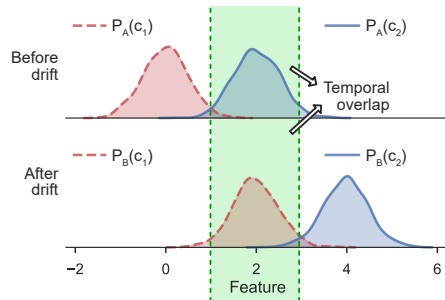 P_A(c_1)
P_A(c_2)
Before
drift
Temporal
overlap
P_B(c_1)
P_B(c_2)
After
drift
−2
0
2
4
6
Feature